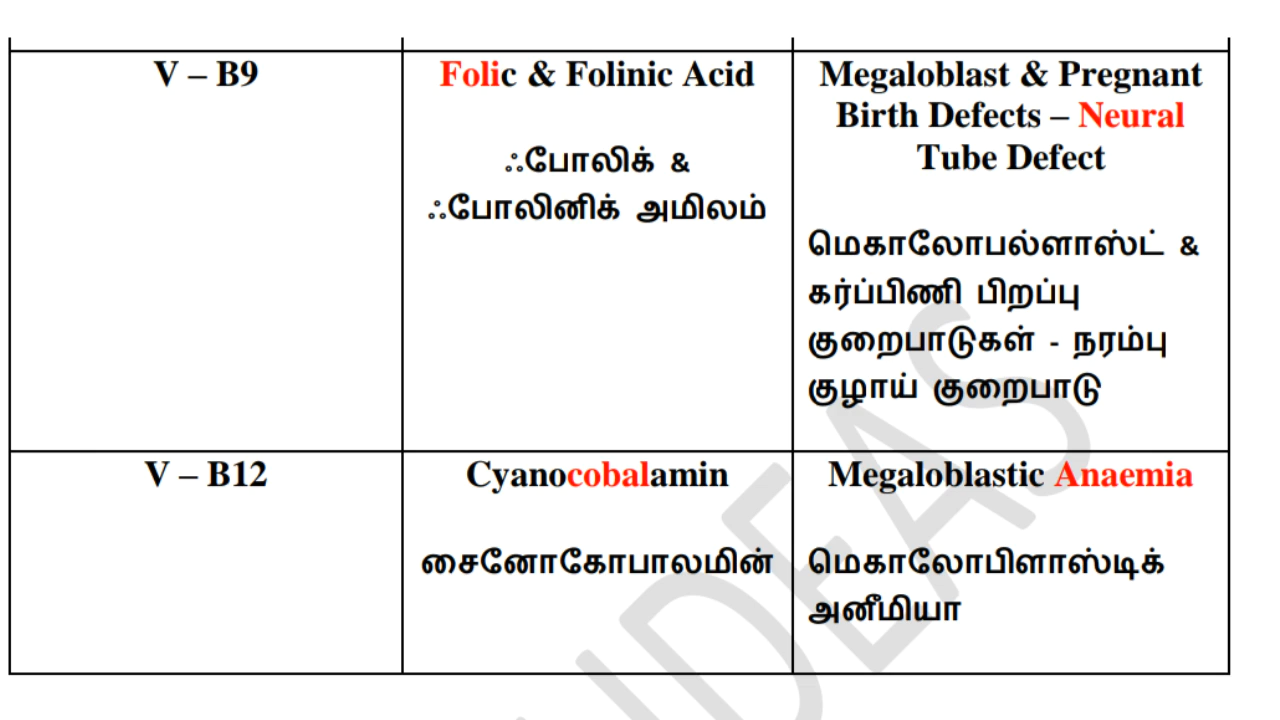 V – B9
Folic & Folinic Acid
ஃபோலிக் &
ஃபோலினிக் அமிலம்
Megaloblast & Pregnant
Birth Defects – Neural
Tube Defect
மெகாலோபல்ளாஸ்ட் &
கர்ப்பிணி பிறப்பு
குறைபாடுகள் - நரம்பு
குழாய் குறைபாடு
V – B12
Cyanocobalamin
சைனோகோபாலமின்
Megaloblastic Anaemia
மெகாலோபிளாஸ்டிக்
அனீமியா
IDEAS